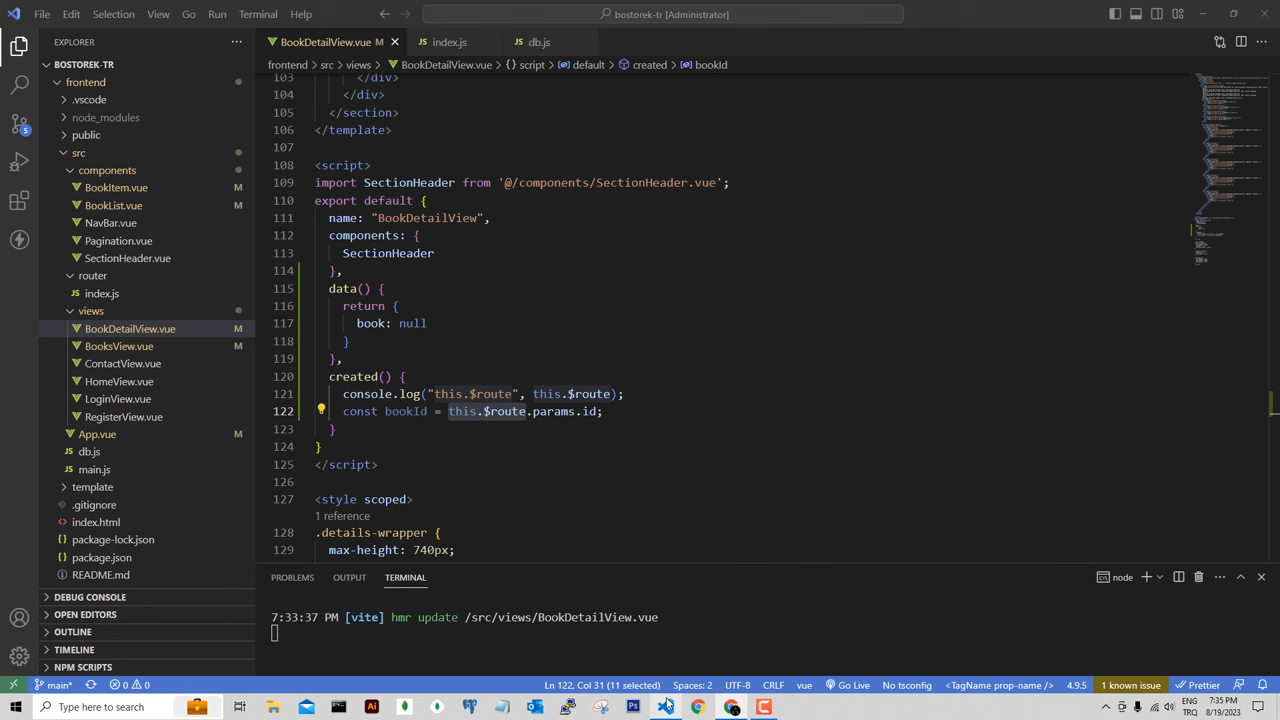 File Edit Selection View Go Run Terminal Help
bostorek-tr [Administrator]
EXPLORER
BookDetailView.vue M
index.js
db.js
BOSTOREK-TR
frontend > src > views > BookDetailView.vue > {} script > default > created > bookId
frontend
.vscode
node_modules
public
src
components
BookItem.vue M
BookList.vue M
NavBar.vue
Pagination.vue
SectionHeader.vue
router
index.js
views
BookDetailView.vue M
BooksView.vue M
ContactView.vue
HomeView.vue
LoginView.vue
RegisterView.vue
App.vue M
db.js
main.js
template
.gitignore
index.html
package-lock.json
package.json
README.md
DEBUG CONSOLE
OPEN EDITORS
OUTLINE
TIMELINE
NPM SCRIPTS
5
103 </div>
104 </div>
105 </section>
106 </template>
107
108 <script>
109 import SectionHeader from '@/components/SectionHeader.vue';
110 export default {
111 name: "BookDetailView",
112 components: {
113 SectionHeader
114 },
115 data() {
116 return {
117 book: null
118 }
119 },
120 created() {
121 console.log("this.$route", this.$route);
122 const bookId = this.$route.params.id;
123 }
124 }
125 </script>
126
127 <style scoped>
1 reference
128 .details-wrapper {
129 max-height: 740px;
PROBLEMS OUTPUT TERMINAL
node
7:33:37 PM [vite] hmr update /src/views/BookDetailView.vue
main* 0 0 Ln 122, Col 31 (11 selected) Spaces: 2 UTF-8 CRLF vue Go Live No tsconfig <TagName prop-name /> 4.9.5 1 known issue Prettier
Type here to search
ENG
TRQ
7:35 PM
8/19/2023